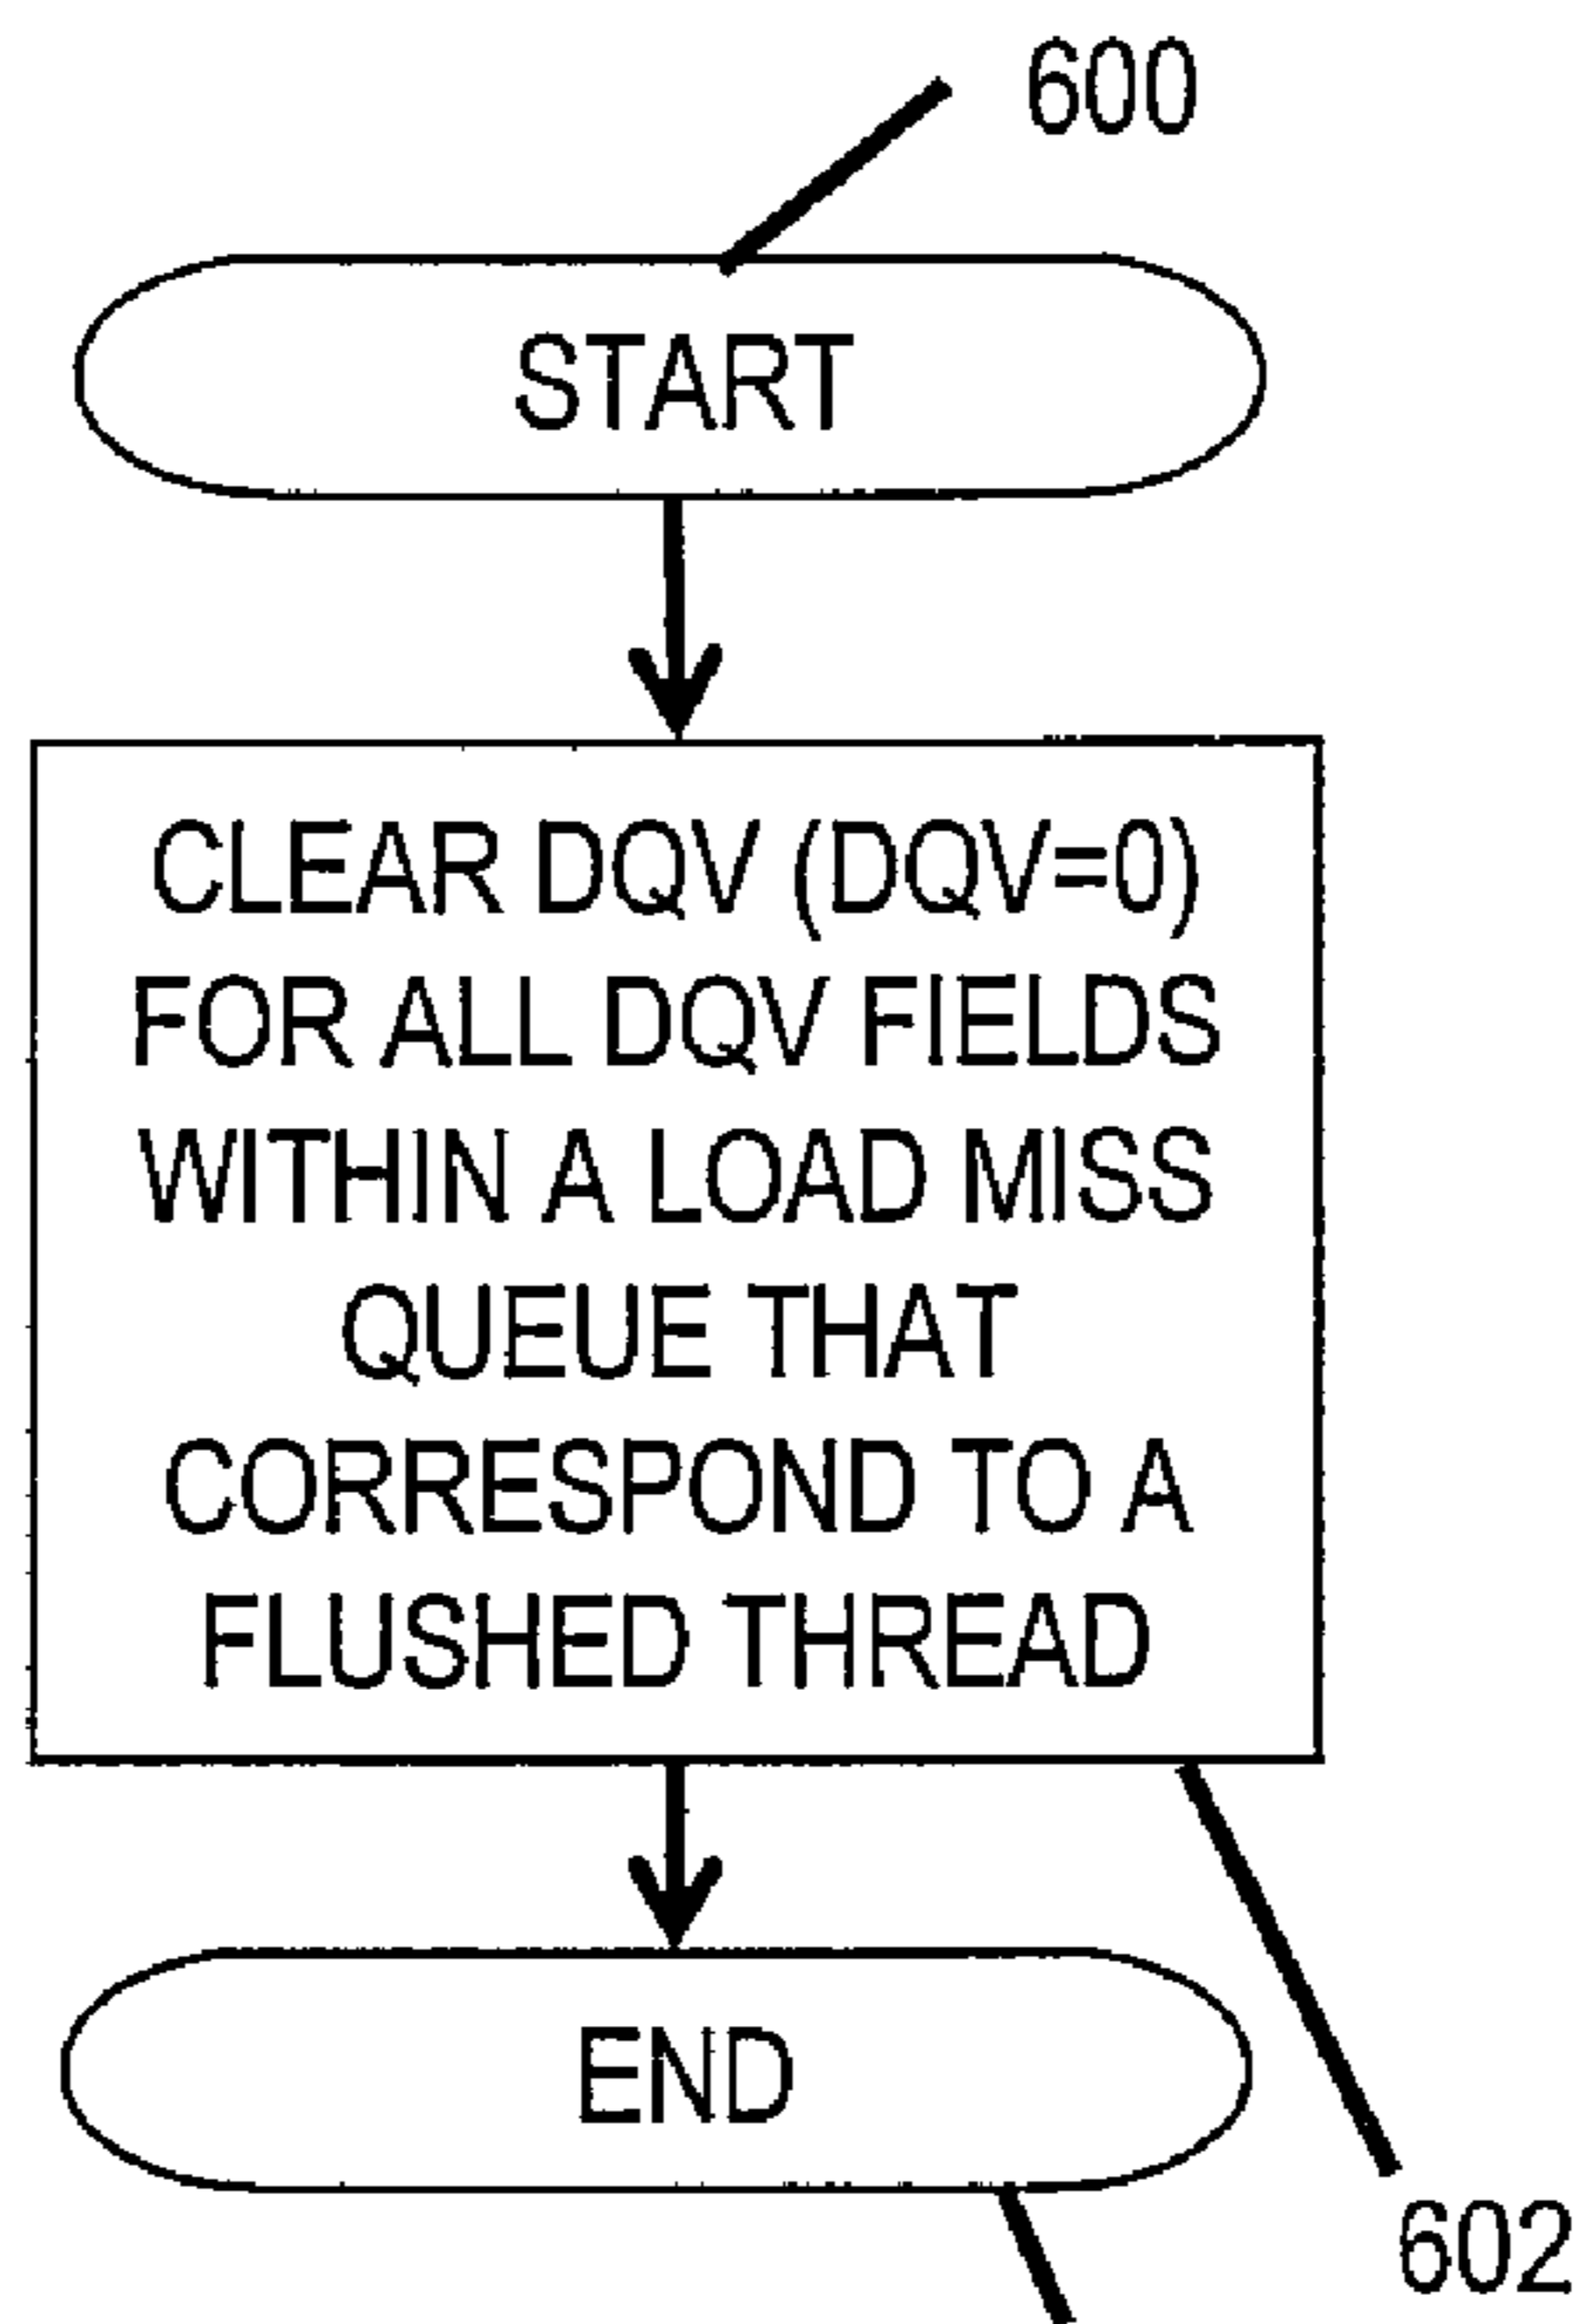 600
START
CLEAR DQV (DQV=0)
FOR ALL DQV FIELDS
WITHIN A LOAD MISS
QUEUE THAT
CORRESPOND TO A
FLUSHED THREAD
END
602